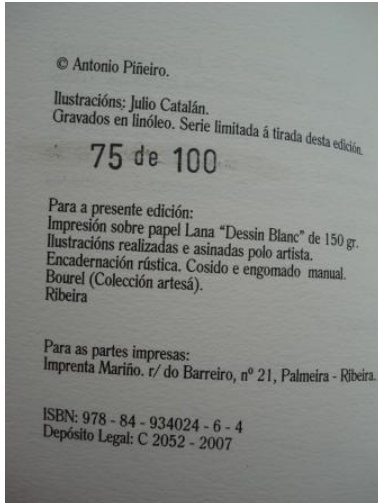 © Antonio Piñeiro.
Ilustracións: Julio Catalán.
Gravados en linóleo. Serie limitada á tirada desta edición.
75 de 100
Para a presente edición:
Impresión sobre papel Lana “Dessin Blanc” de 150 gr.
Ilustracións realizadas e asinadas polo artista.
Encadernación rústica. Cosido e engomado manual.
Bourel (Colección artesá).
Ribeira
Para as partes impresas:
Imprenta Mariño. r/ do Barreiro, nº 21, Palmeira - Ribeira.
ISBN: 978 - 84 - 934024 - 6 - 4
Depósito Legal: C 2052 - 2007